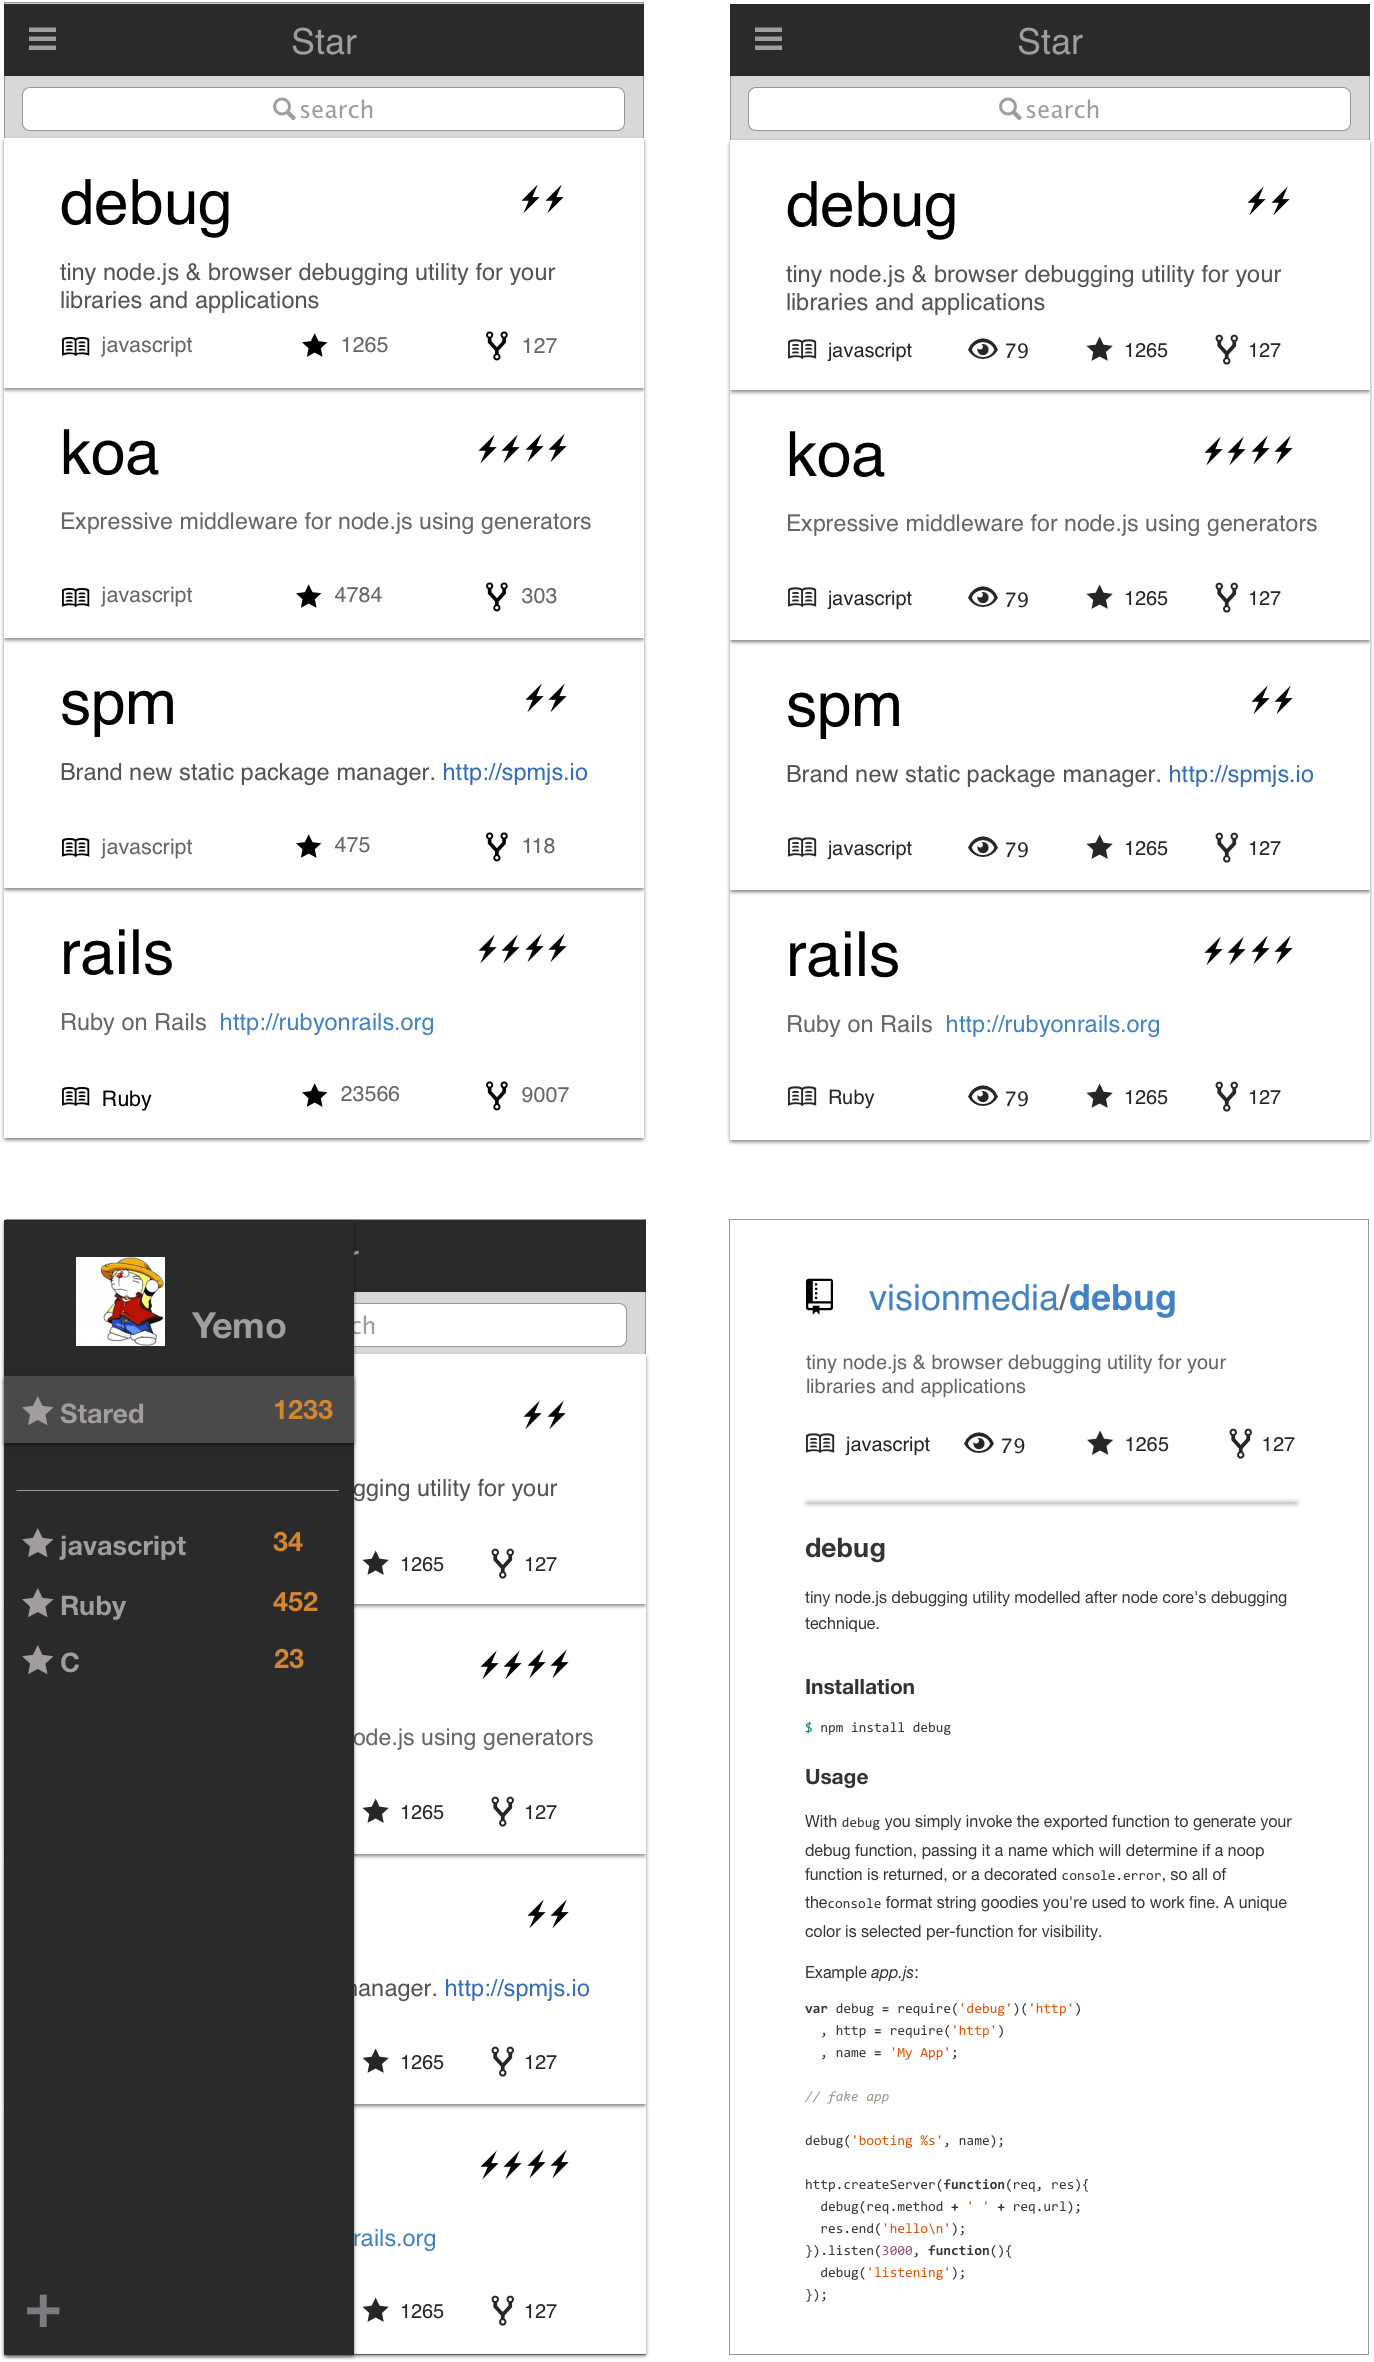 Star
search
debug
tiny node.js & browser debugging utility for your
libraries and applications
javascript 1265 127
koa
Expressive middleware for node.js using generators
javascript 4784 303
spm
Brand new static package manager. http://spmjs.io
javascript 475 118
rails
Ruby on Rails http://rubyonrails.org
Ruby 23566 9007
Star
search
debug
tiny node.js & browser debugging utility for your
libraries and applications
javascript 79 1265 127
koa
Expressive middleware for node.js using generators
javascript 79 1265 127
spm
Brand new static package manager. http://spmjs.io
javascript 79 1265 127
rails
Ruby on Rails http://rubyonrails.org
Ruby 79 1265 127
Yemo
Stared 1233
javascript 34
Ruby 452
C 23
r
ch
gging utility for your
1265 127
ode.js using generators
1265 127
anager. http://spmjs.io
1265 127
rails.org
1265 127
visionmedia/debug
tiny node.js & browser debugging utility for your
libraries and applications
javascript 79 1265 127
debug
tiny node.js debugging utility modelled after node core's debugging
technique.
Installation
$ npm install debug
Usage
With debug you simply invoke the exported function to generate your
debug function, passing it a name which will determine if a noop
function is returned, or a decorated console.error, so all of
theconsole format string goodies you're used to work fine. A unique
color is selected per-function for visibility.
Example app.js:
var debug = require('debug')('http')
  , http = require('http')
  , name = 'My App';
// fake app
debug('booting %s', name);
http.createServer(function(req, res){
  debug(req.method + ' ' + req.url);
  res.end('hello\n');
}).listen(3000, function(){
  debug('listening');
});